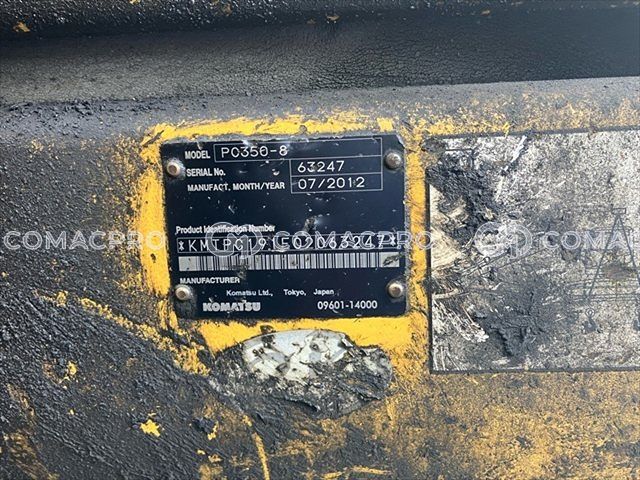 MODEL PC350-8
SERIAL No. 63247
MANUFACT, MONTH/YEAR 07/2012
Product Identification Number
MANUFACTURER
Komatsu Ltd., Tokyo, Japan
KOMATSU 09601-14000
COMACPRO
COMACPRO